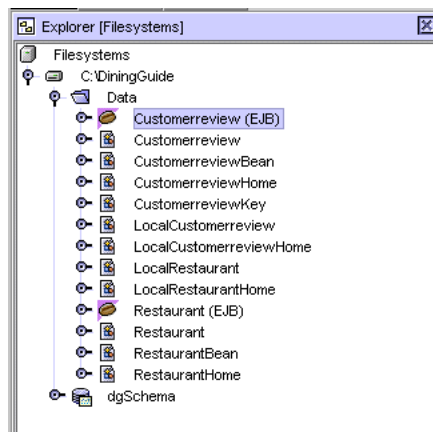 Explorer [Filesystems]
Filesystems
C:\DiningGuide
Data
Customerreview (EJB)
Customerreview
CustomerreviewBean
CustomerreviewHome
CustomerreviewKey
LocalCustomerreview
LocalCustomerreviewHome
LocalRestaurant
LocalRestaurantHome
Restaurant (EJB)
Restaurant
RestaurantBean
RestaurantHome
dgSchema